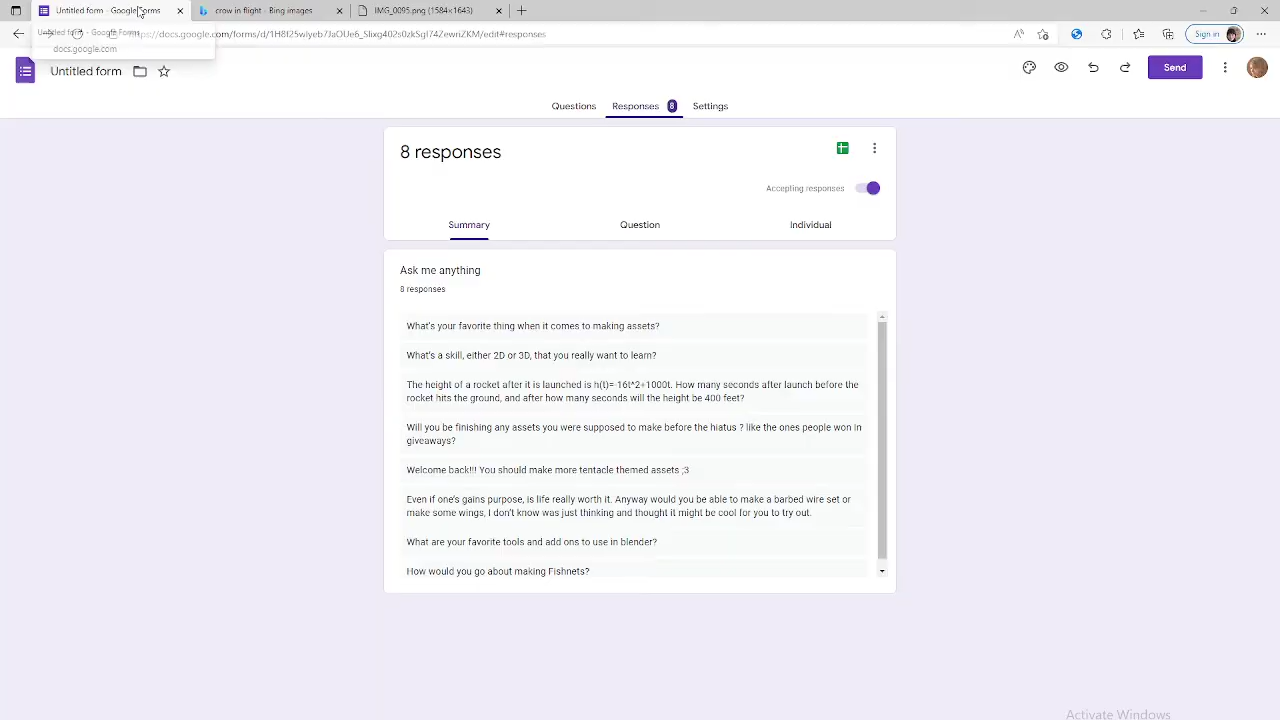 Untitled form - Google Forms
crow in flight - Bing images
IMG_0095.png (1584×1643)
Untitled form - Google Forms
docs.google.com
Sign in
Untitled form
Send
Questions
Responses 8
Settings
8 responses
Accepting responses
Summary
Question
Individual
Ask me anything
8 responses
What's your favorite thing when it comes to making assets?
What's a skill, either 2D or 3D, that you really want to learn?
The height of a rocket after it is launched is h(t)=-16t^2+1000t. How many seconds after launch before the
rocket hits the ground, and after how many seconds will the height be 400 feet?
Will you be finishing any assets you were supposed to make before the hiatus ? like the ones people won in
giveaways?
Welcome back!!! You should make more tentacle themed assets ;3
Even if one's gains purpose, is life really worth it. Anyway would you be able to make a barbed wire set or
make some wings, I don't know was just thinking and thought it might be cool for you to try out.
What are your favorite tools and add ons to use in blender?
How would you go about making Fishnets?
Activate Windows